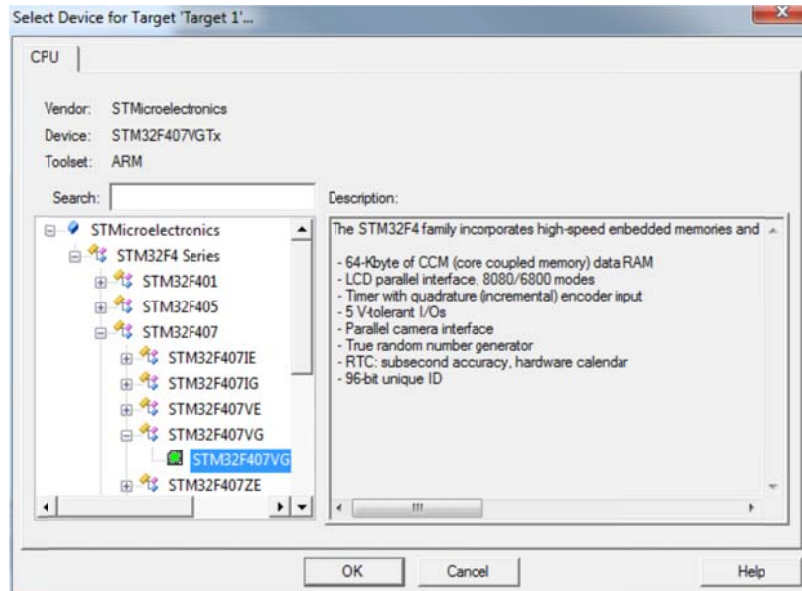 Select Device for Target 'Target 1'...
CPU
Vendor: STMicroelectronics
Device: STM32F407VGTx
Toolset: ARM
Search:
Description:
STMicroelectronics
STM32F4 Series
STM32F401
STM32F405
STM32F407
STM32F407IE
STM32F407IG
STM32F407VE
STM32F407VG
STM32F407VG
STM32F407ZE
The STM32F4 family incorporates high-speed enbedded memories and
- 64-Kbyte of CCM (core coupled memory) data RAM
- LCD parallel interface, 8080/6800 modes
- Timer with quadrature (incremental) encoder input
- 5 V-tolerant I/Os
- Parallel camera interface
- True random number generator
- RTC: subsecond accuracy, hardware calendar
- 96-bit unique ID
OK
Cancel
Help